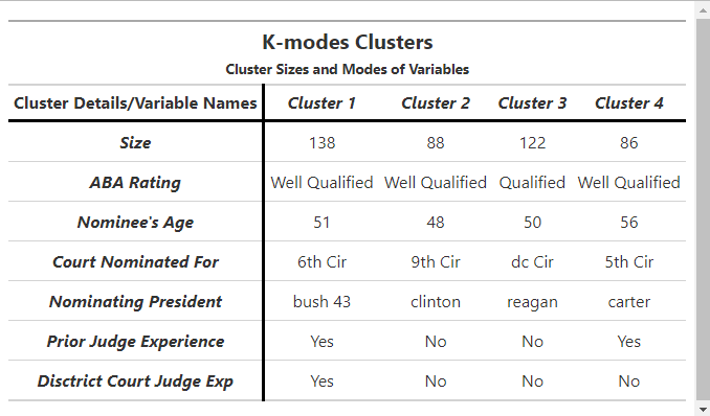 K-modes Clusters
Cluster Sizes and Modes of Variables
Cluster Details/Variable Names Cluster 1 Cluster 2 Cluster 3 Cluster 4
Size 138 88 122 86
ABA Rating Well Qualified Well Qualified Qualified Well Qualified
Nominee's Age 51 48 50 56
Court Nominated For 6th Cir 9th Cir dc Cir 5th Cir
Nominating President bush 43 clinton reagan carter
Prior Judge Experience Yes No No Yes
Disctrict Court Judge Exp Yes No No No